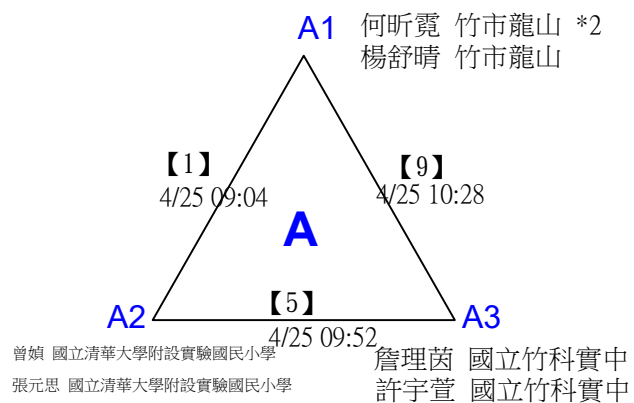 A1
何昕霓 竹市龍山 *2
楊舒晴 竹市龍山
【1】
4/25 09:04
【9】
4/25 10:28
A
【5】
4/25 09:52
A2
A3
曾媜 國立清華大學附設實驗國民小學
張元思 國立清華大學附設實驗國民小學
詹理茵 國立竹科實中
許宇萱 國立竹科實中